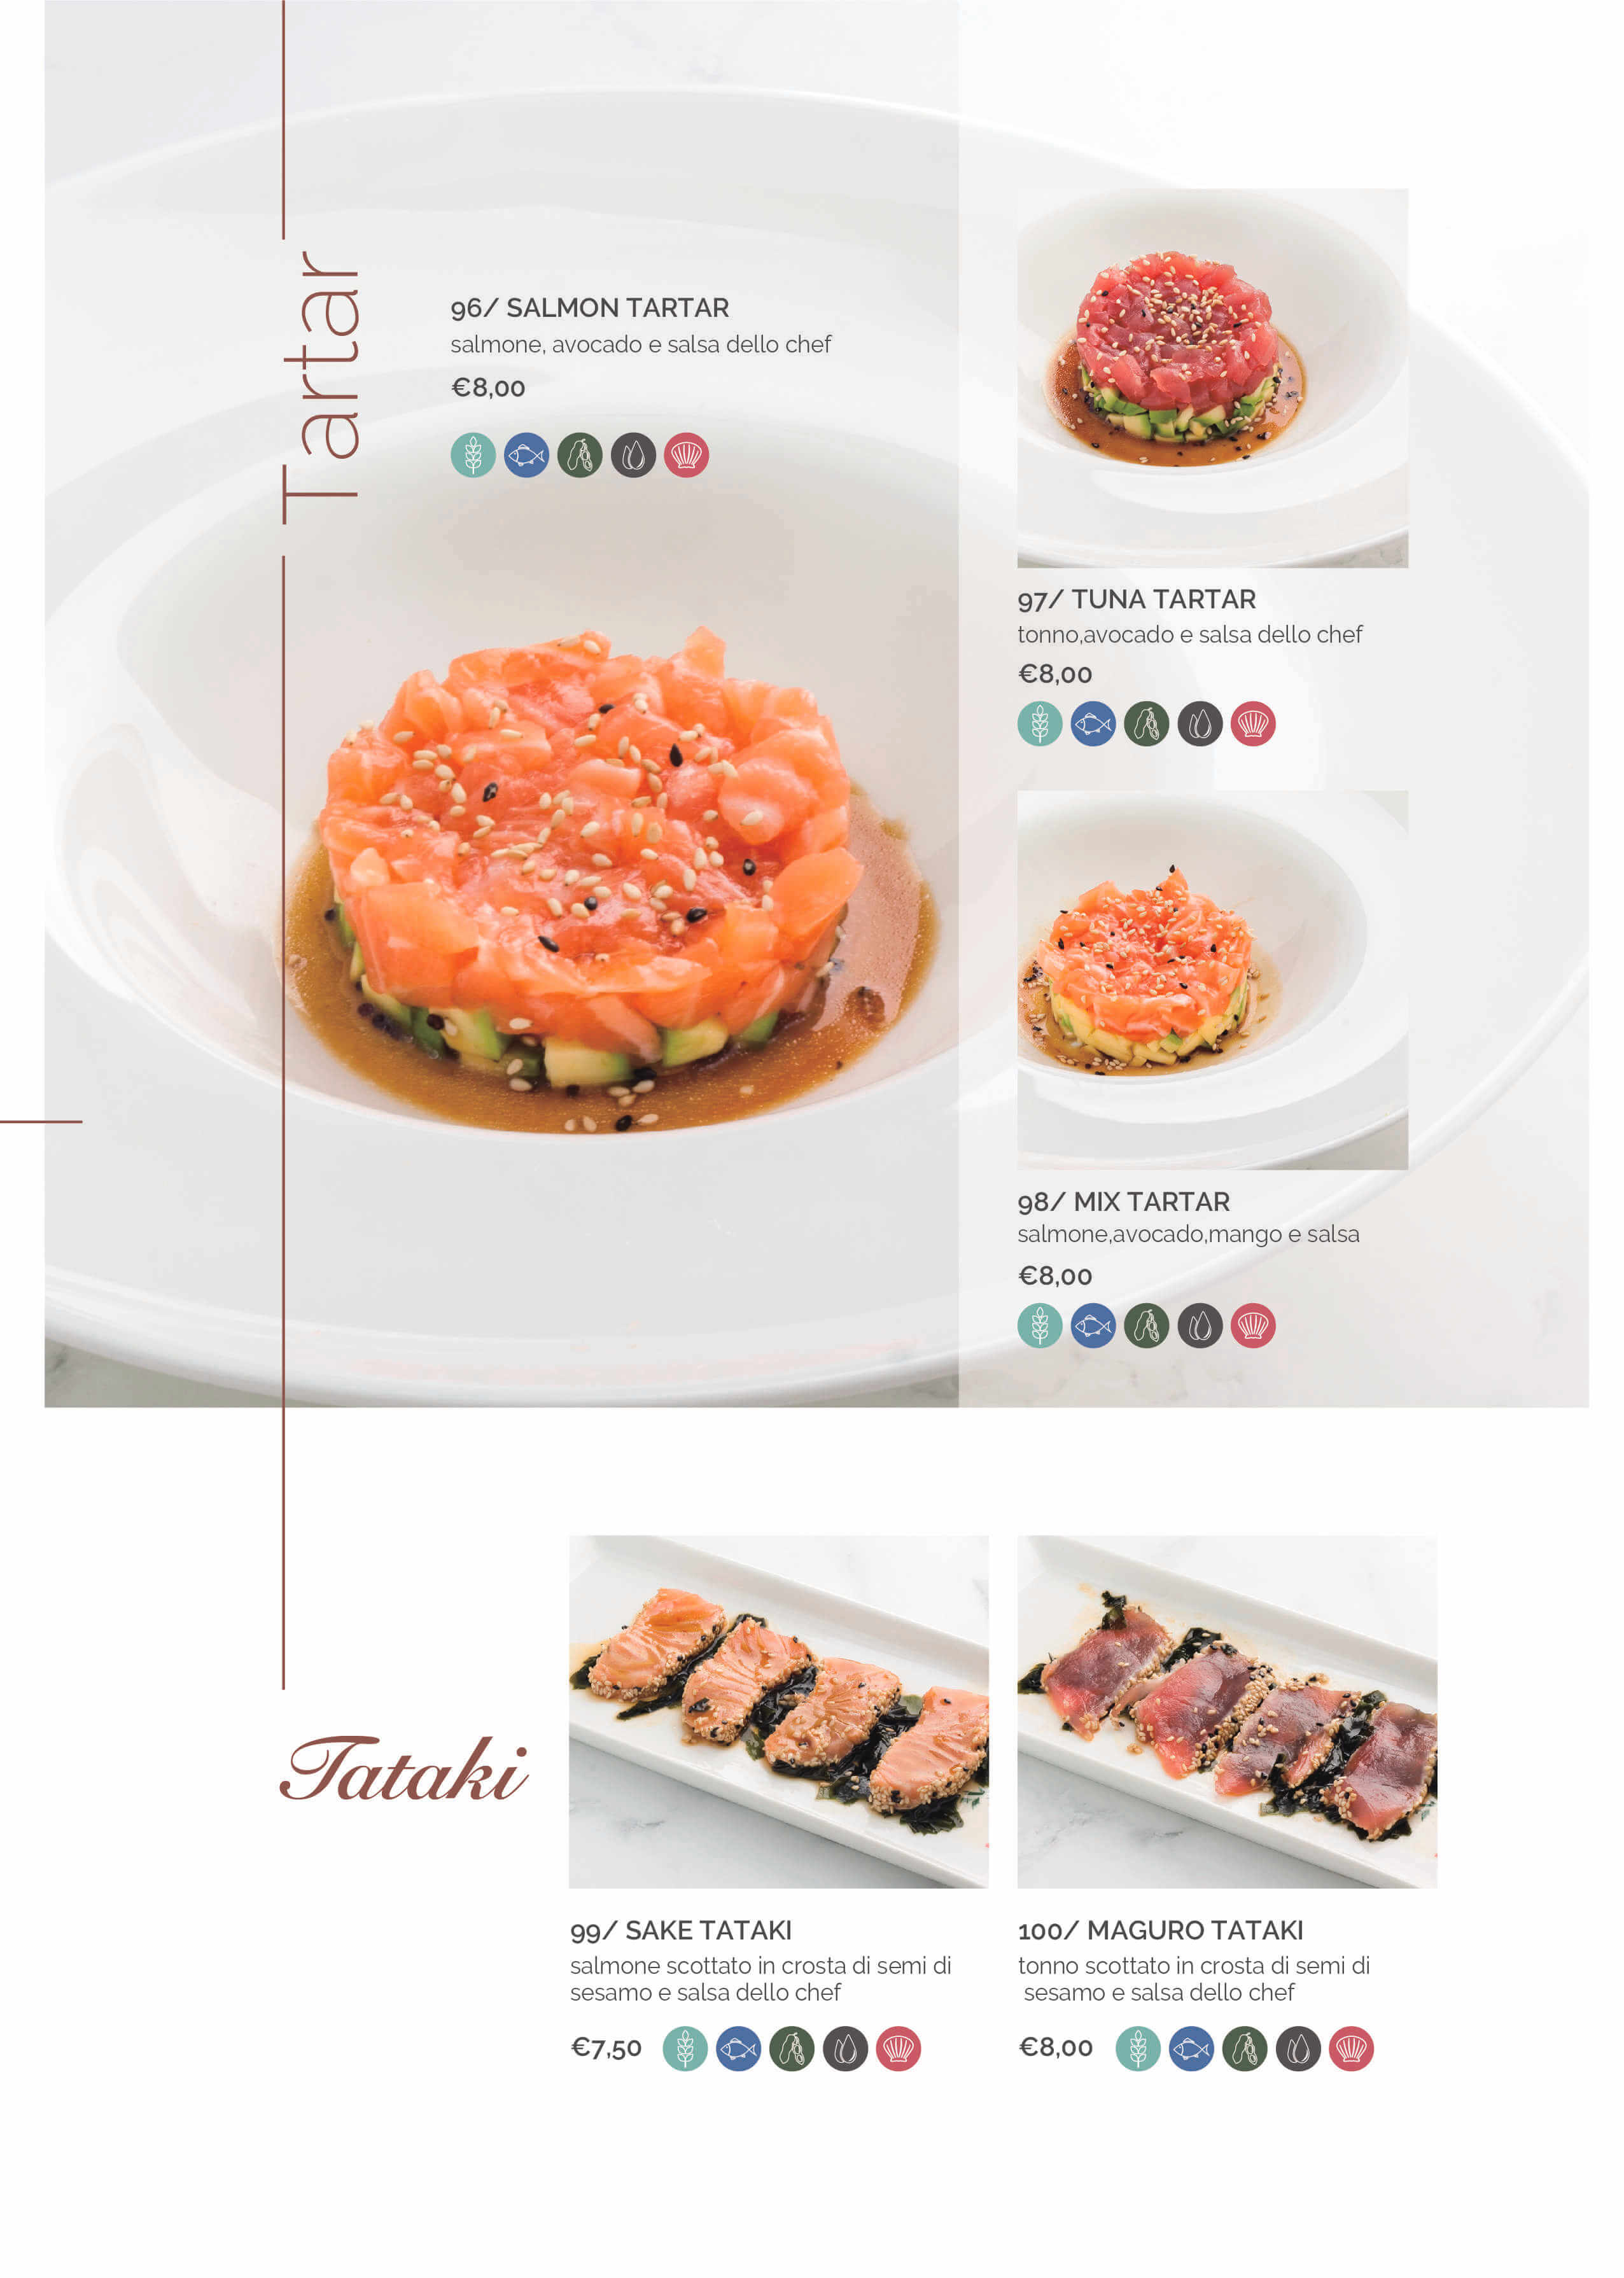 Tartar
96/ SALMON TARTAR
salmone, avocado e salsa dello chef
€8,00
97/ TUNA TARTAR
tonno,avocado e salsa dello chef
€8,00
98/ MIX TARTAR
salmone,avocado,mango e salsa
€8,00
Tataki
99/ SAKE TATAKI
salmone scottato in crosta di semi di
sesamo e salsa dello chef
€7,50
100/ MAGURO TATAKI
tonno scottato in crosta di semi di
sesamo e salsa dello chef
€8,00